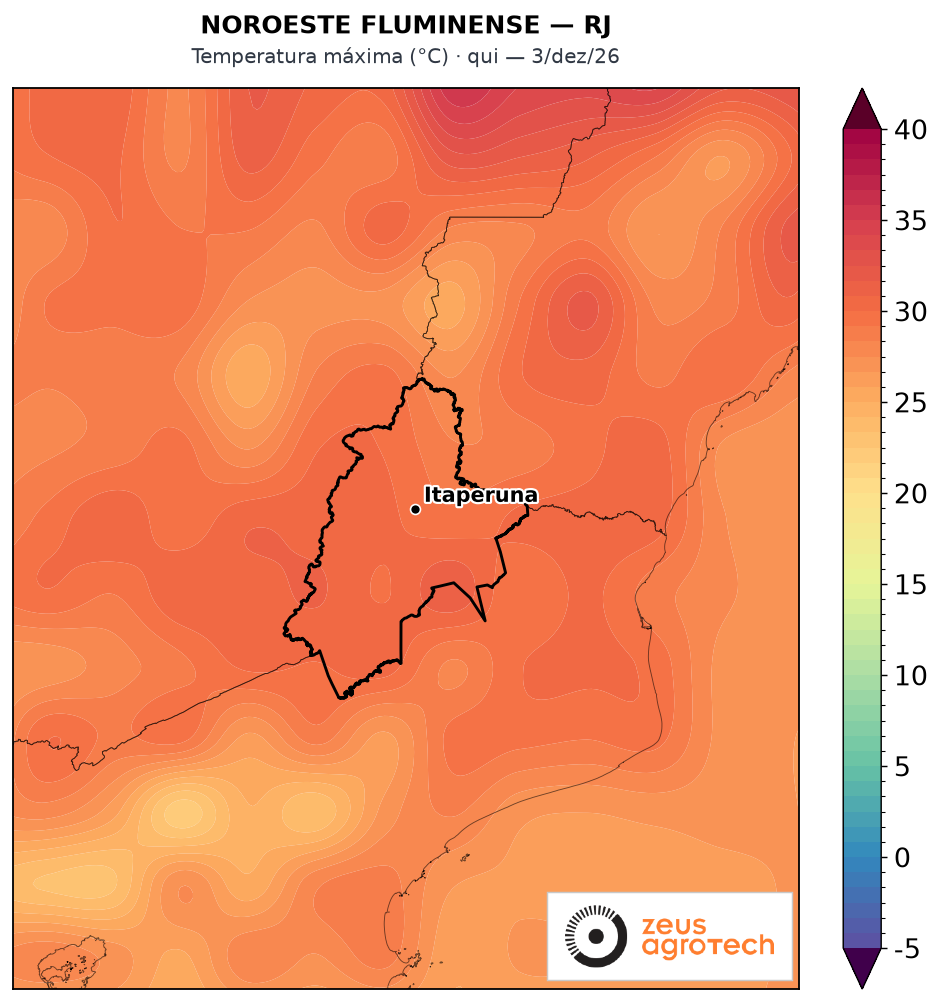 NOROESTE FLUMINENSE — RJ
Temperatura máxima (°C) · qui — 3/dez/26
40
35
30
25
20
15
10
5
0
-5
Itaperuna
zeus
agrotech